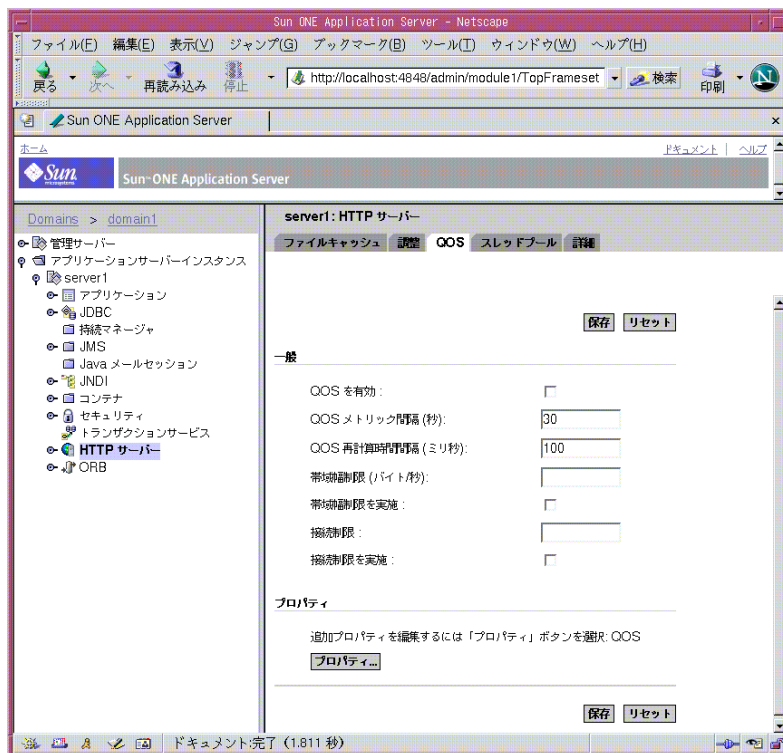 Sun ONE Application Server - Netscape
ファイル(F) 編集(E) 表示(V) ジャンプ(G) ブックマーク(B) ツール(T) ウィンドウ(W) ヘルプ(H)
戻る 次へ 再読み込み 停止 http://localhost:4848/admin/module1/TopFrameset 検索 印刷 N
Sun ONE Application Server
ホーム ドキュメント | ヘルプ
Sun microsystems Sun ONE Application Server
Domains > domain1
管理サーバー
アプリケーションサーバーインスタンス
server1
アプリケーション
JDBC
持続マネージャ
JMS
Java メールセッション
JNDI
コンテナ
セキュリティ
トランザクションサービス
HTTP サーバー
ORB
server1: HTTP サーバー
ファイルキャッシュ 調整 QOS スレッドプール 詳細
保存 リセット
一般
QOS を有効 :
QOS メトリック間隔 (秒): 30
QOS 再計算時間間隔 (ミリ秒): 100
帯域幅制限 (バイト/秒):
帯域幅制限を実施 :
接続制限 :
接続制限を実施 :
プロパティ
追加プロパティを編集するには「プロパティ」ボタンを選択: QOS
プロパティ...
保存 リセット
ドキュメント:完了 (1.811 秒)